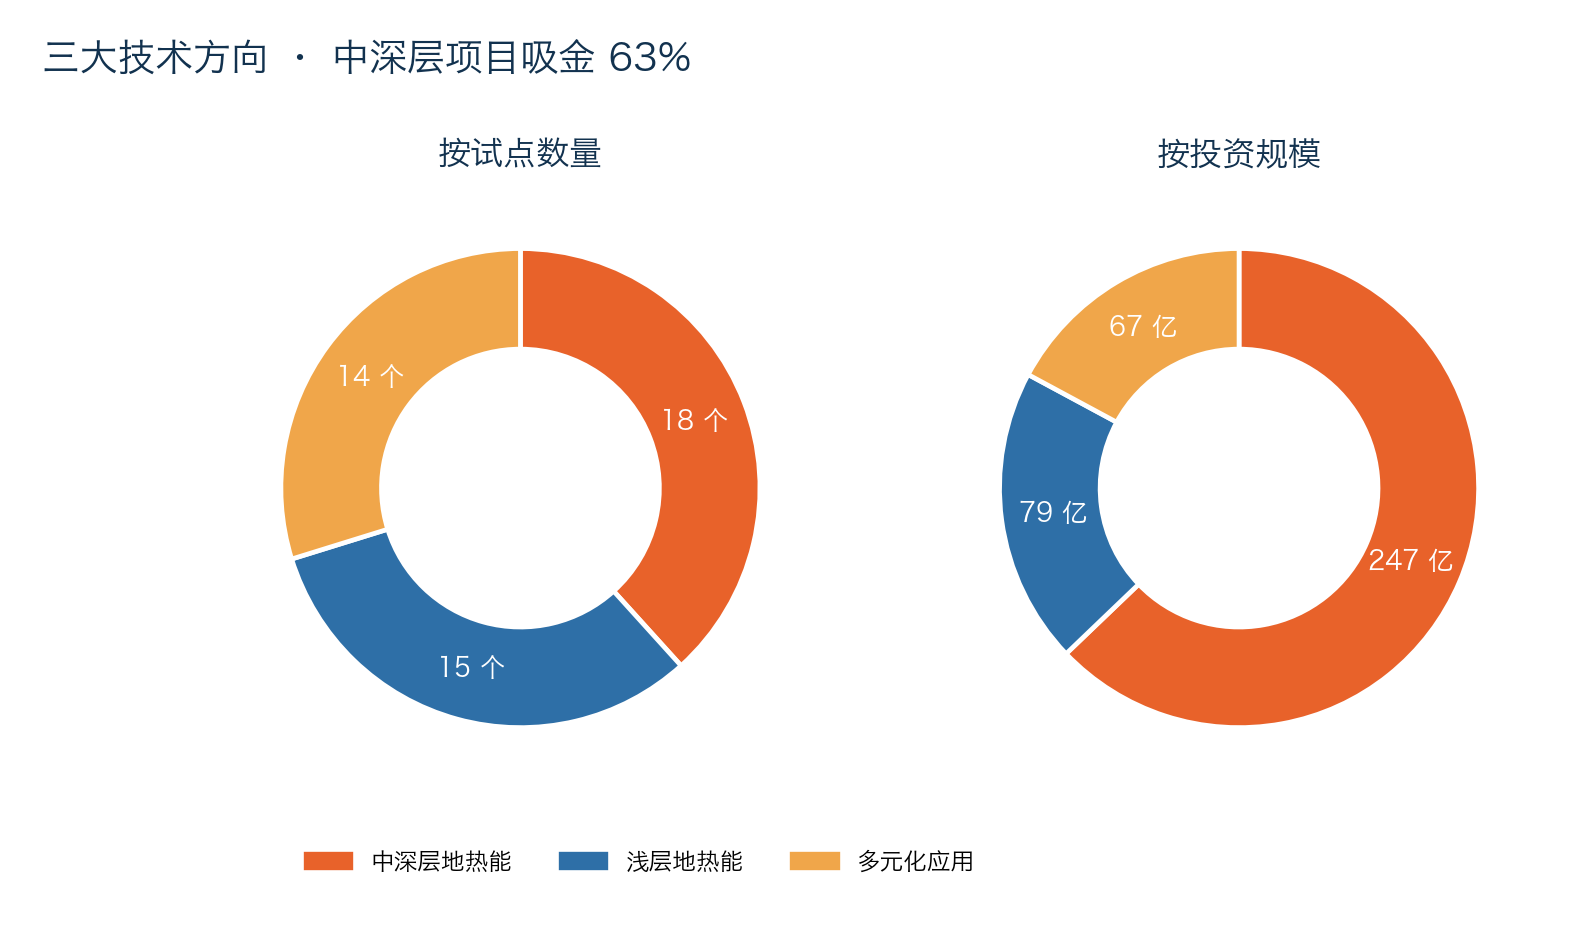 三大技术方向 · 中深层项目吸金 63%
按试点数量
14 个
18 个
15 个
按投资规模
67 亿
79 亿
247 亿
中深层地热能
浅层地热能
多元化应用